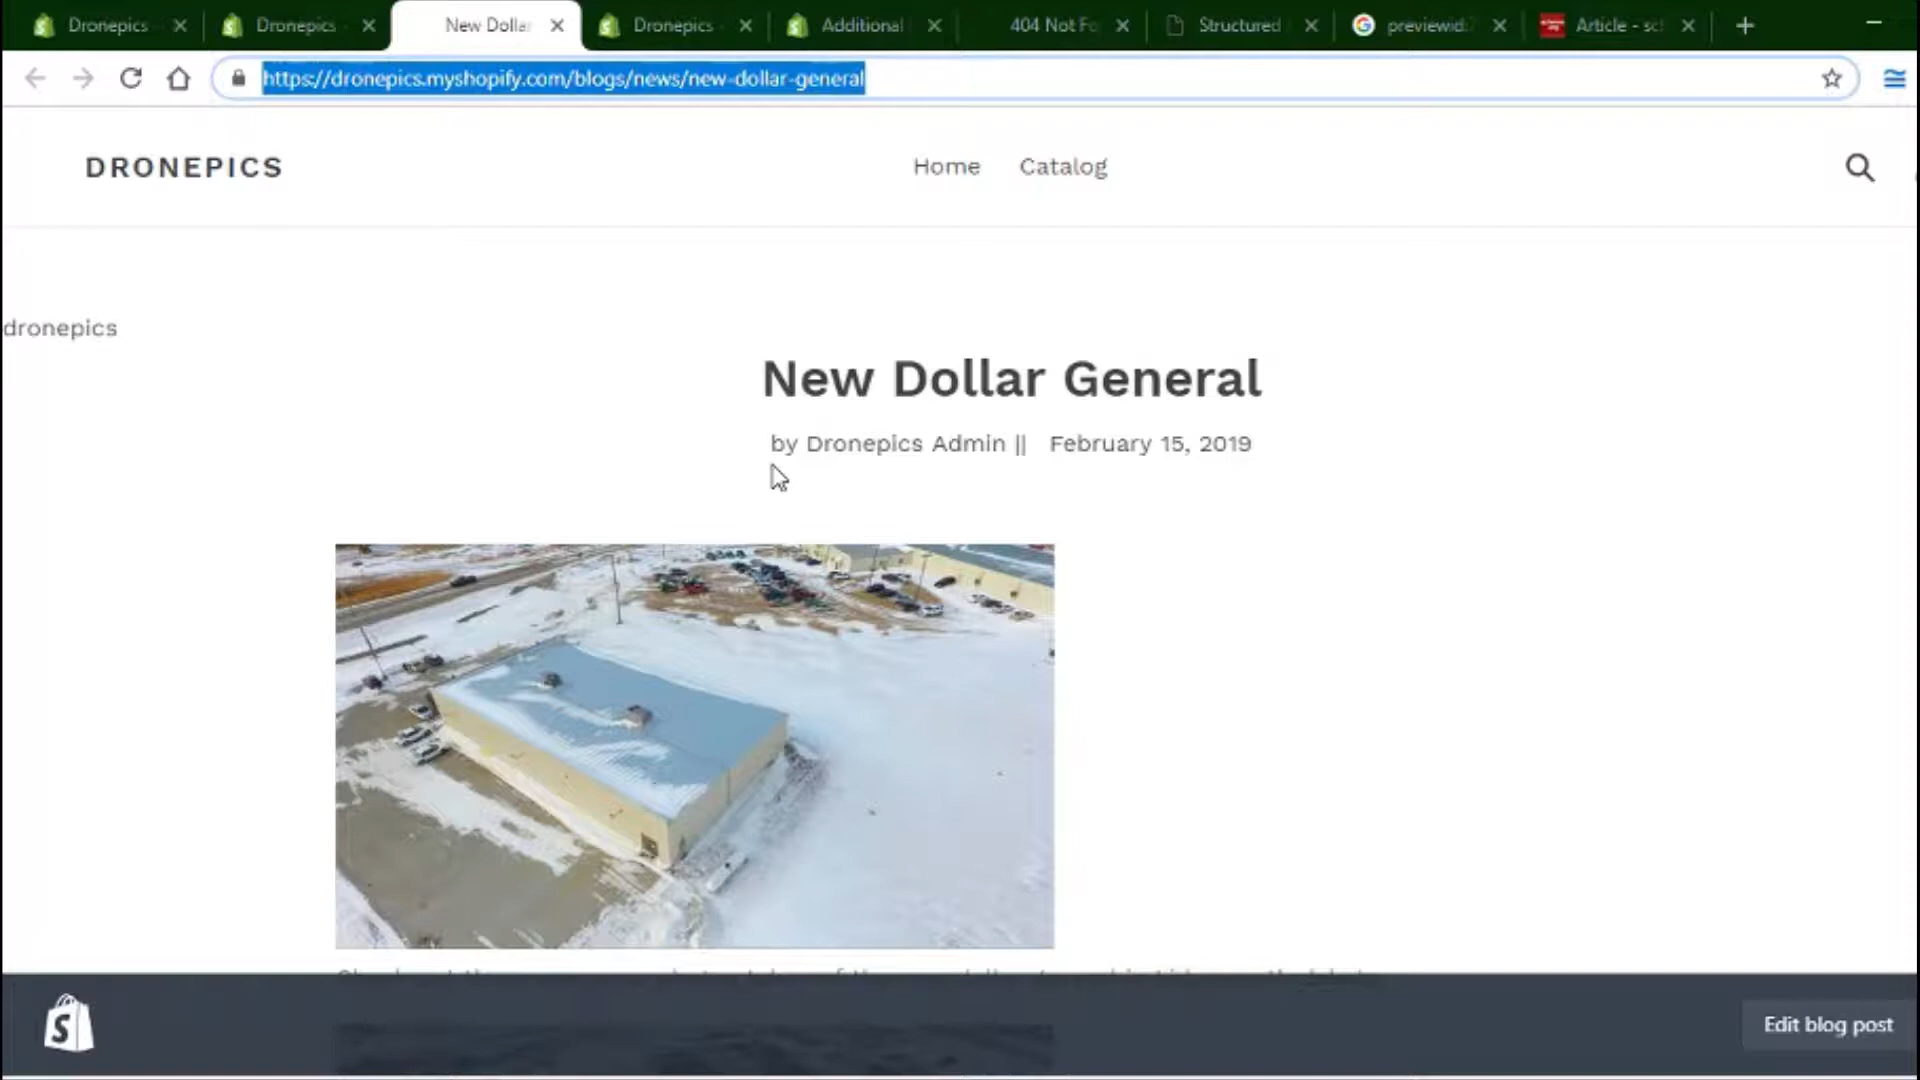 Dronepics
Dronepics
New Dollar
Dronepics
Additional
404 Not Fo
Structured
previewid:
Article - sc
https://dronepics.myshopify.com/blogs/news/new-dollar-general
DRONEPICS
Home
Catalog
dronepics
New Dollar General
by Dronepics Admin || February 15, 2019
Edit blog post